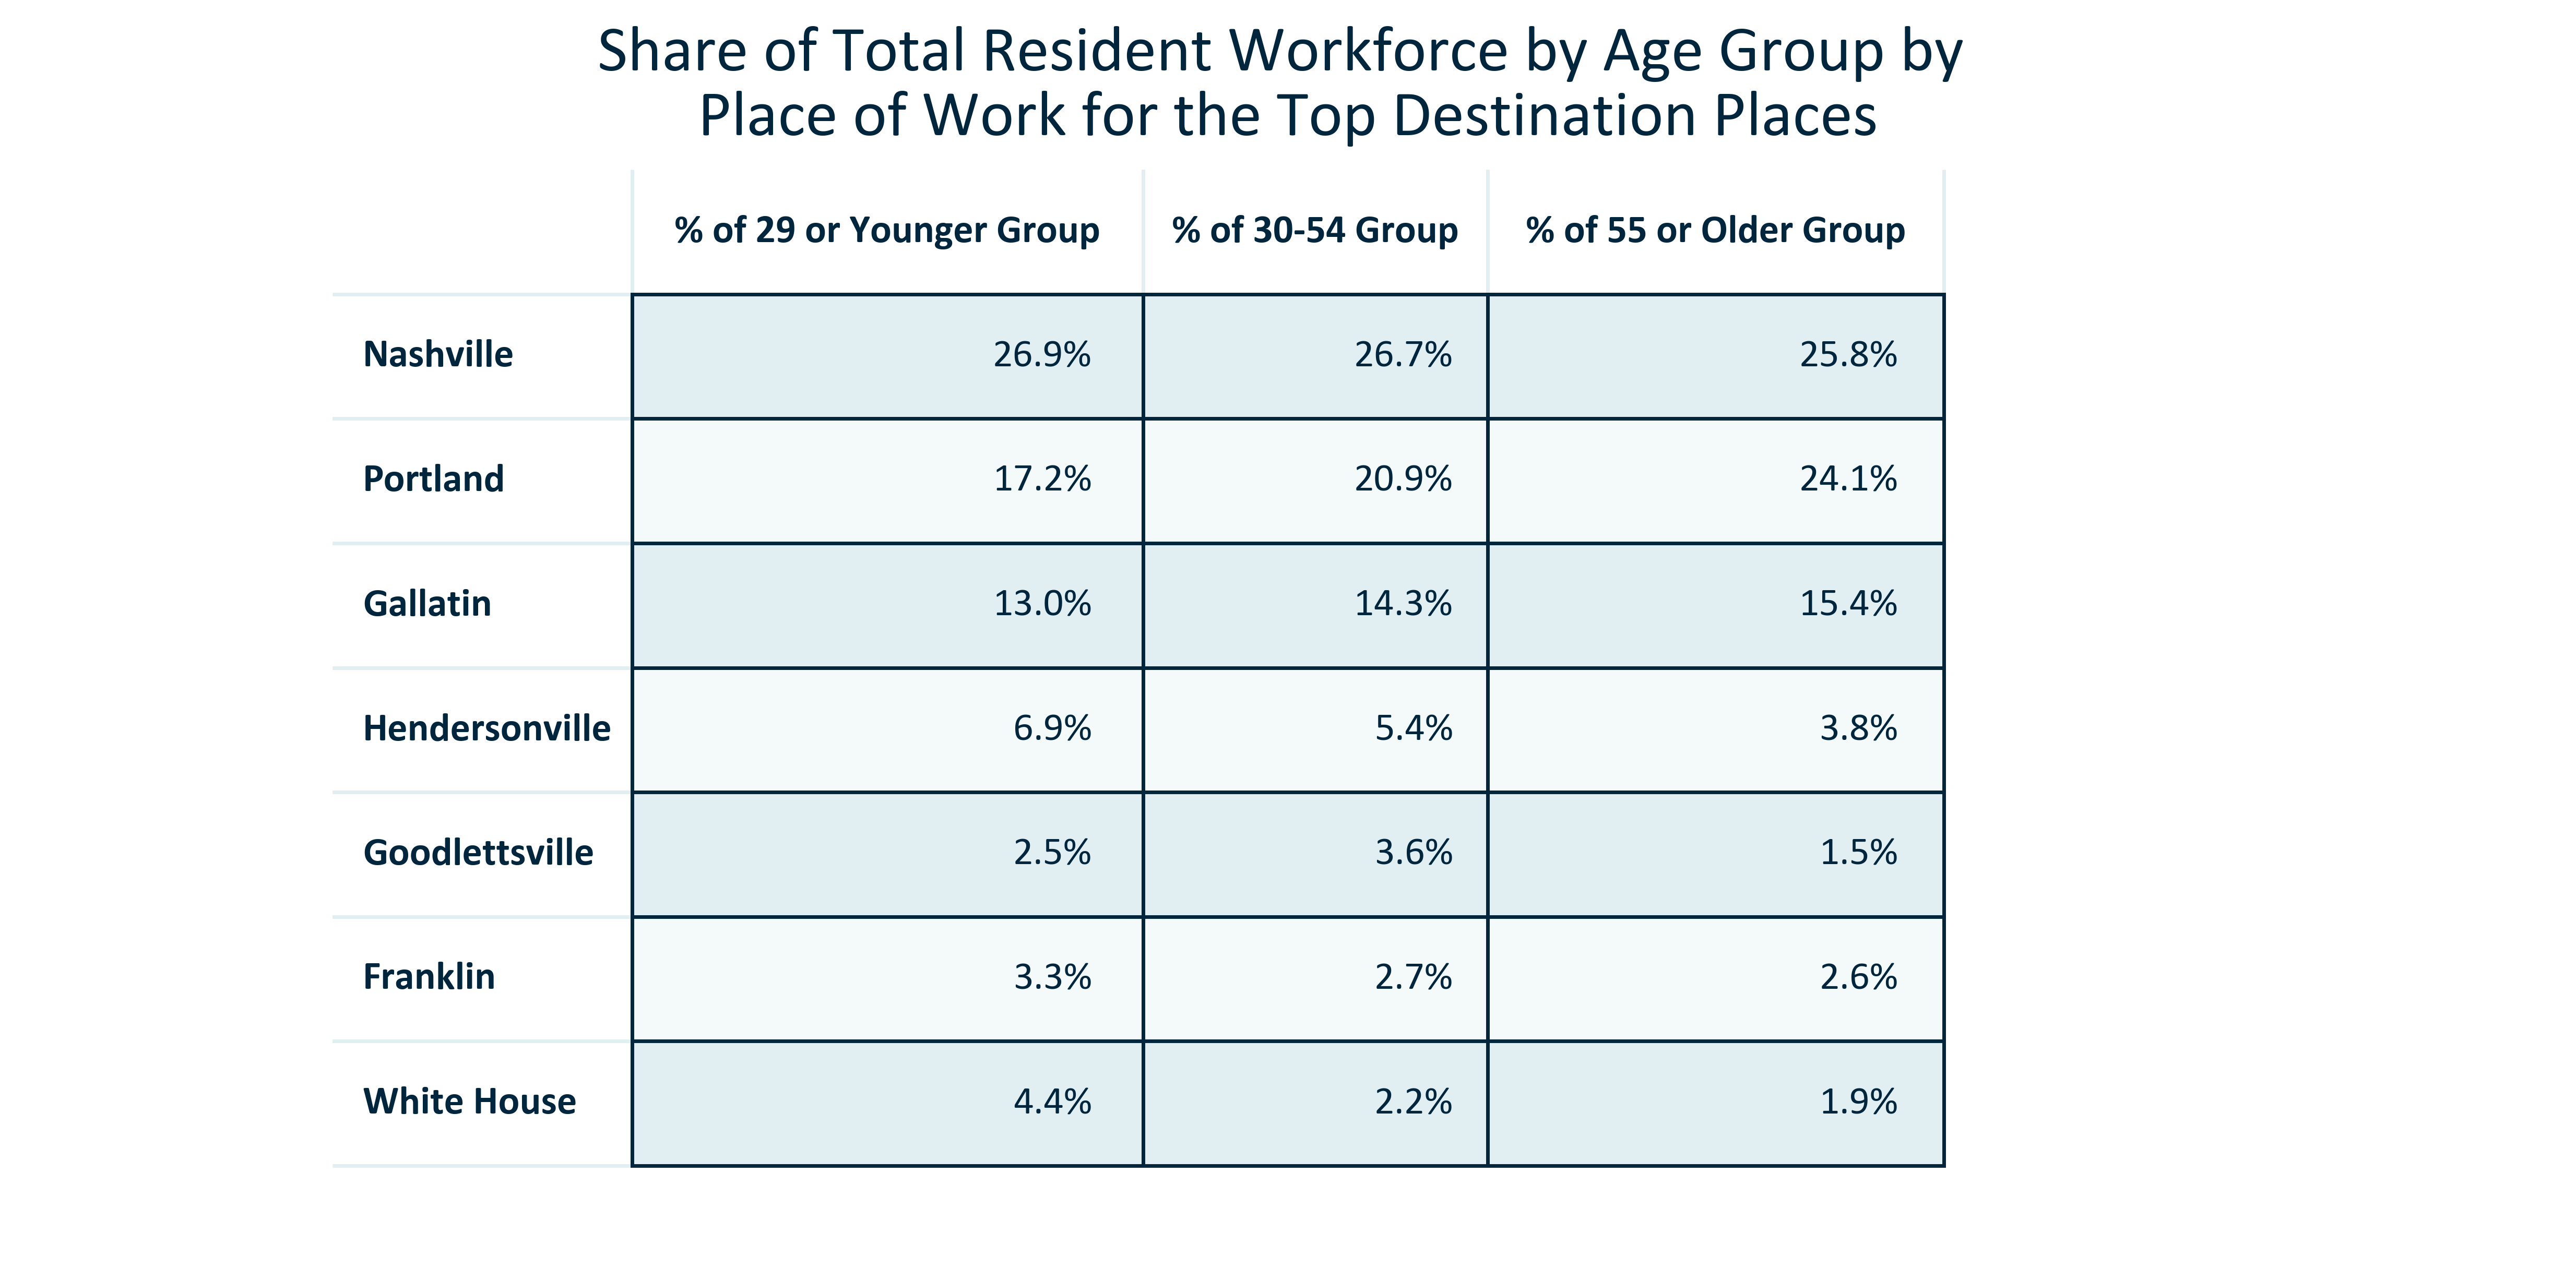 Share of Total Resident Workforce by Age Group by
Place of Work for the Top Destination Places
% of 29 or Younger Group % of 30-54 Group % of 55 or Older Group
Nashville 26.9% 26.7% 25.8%
Portland 17.2% 20.9% 24.1%
Gallatin 13.0% 14.3% 15.4%
Hendersonville 6.9% 5.4% 3.8%
Goodlettsville 2.5% 3.6% 1.5%
Franklin 3.3% 2.7% 2.6%
White House 4.4% 2.2% 1.9%